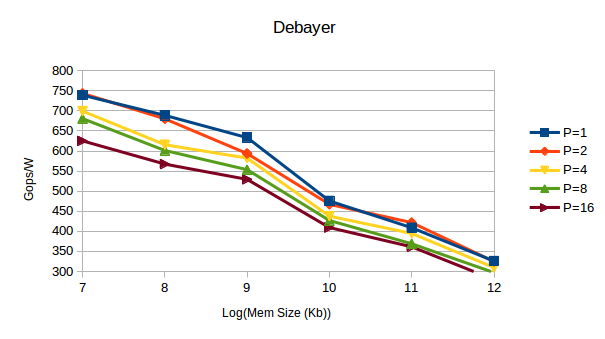 Debayer
800
750
700
650
600
550
500
450
400
350
300
Gops/W
7 8 9 10 11 12
Log(Mem Size (Kb))
P=1
P=2
P=4
P=8
P=16